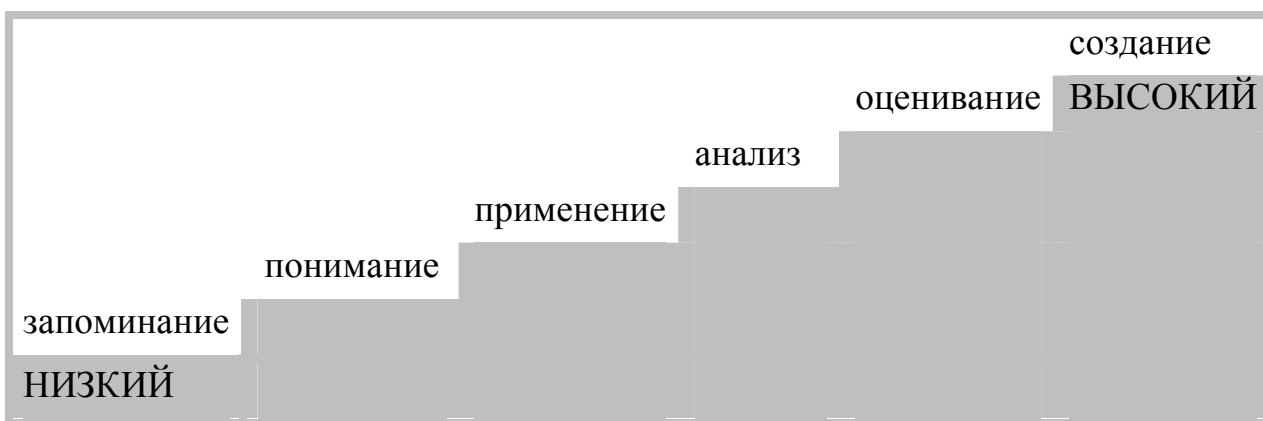 создание
оценивание ВЫСОКИЙ
анализ
применение
понимание
запоминание
НИЗКИЙ